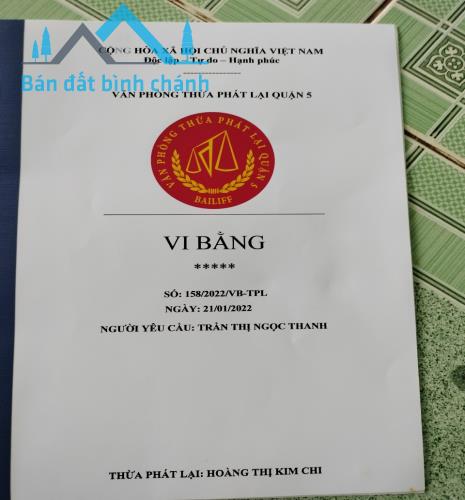 CỘNG HÒA XÃ HỘI CHỦ NGHĨA VIỆT NAM
Độc lập – Tự do – Hạnh phúc
Bán đất bình chánh
VĂN PHÒNG THỪA PHÁT LẠI QUẬN 5
VĂN PHÒNG THỪA PHÁT LẠI QUẬN 5
BAILIFF
VI BẰNG
*****
SỐ: 158/2022/VB-TPL
NGÀY: 21/01/2022
NGƯỜI YÊU CẦU: TRẦN THỊ NGỌC THANH
THỪA PHÁT LẠI: HOÀNG THỊ KIM CHI